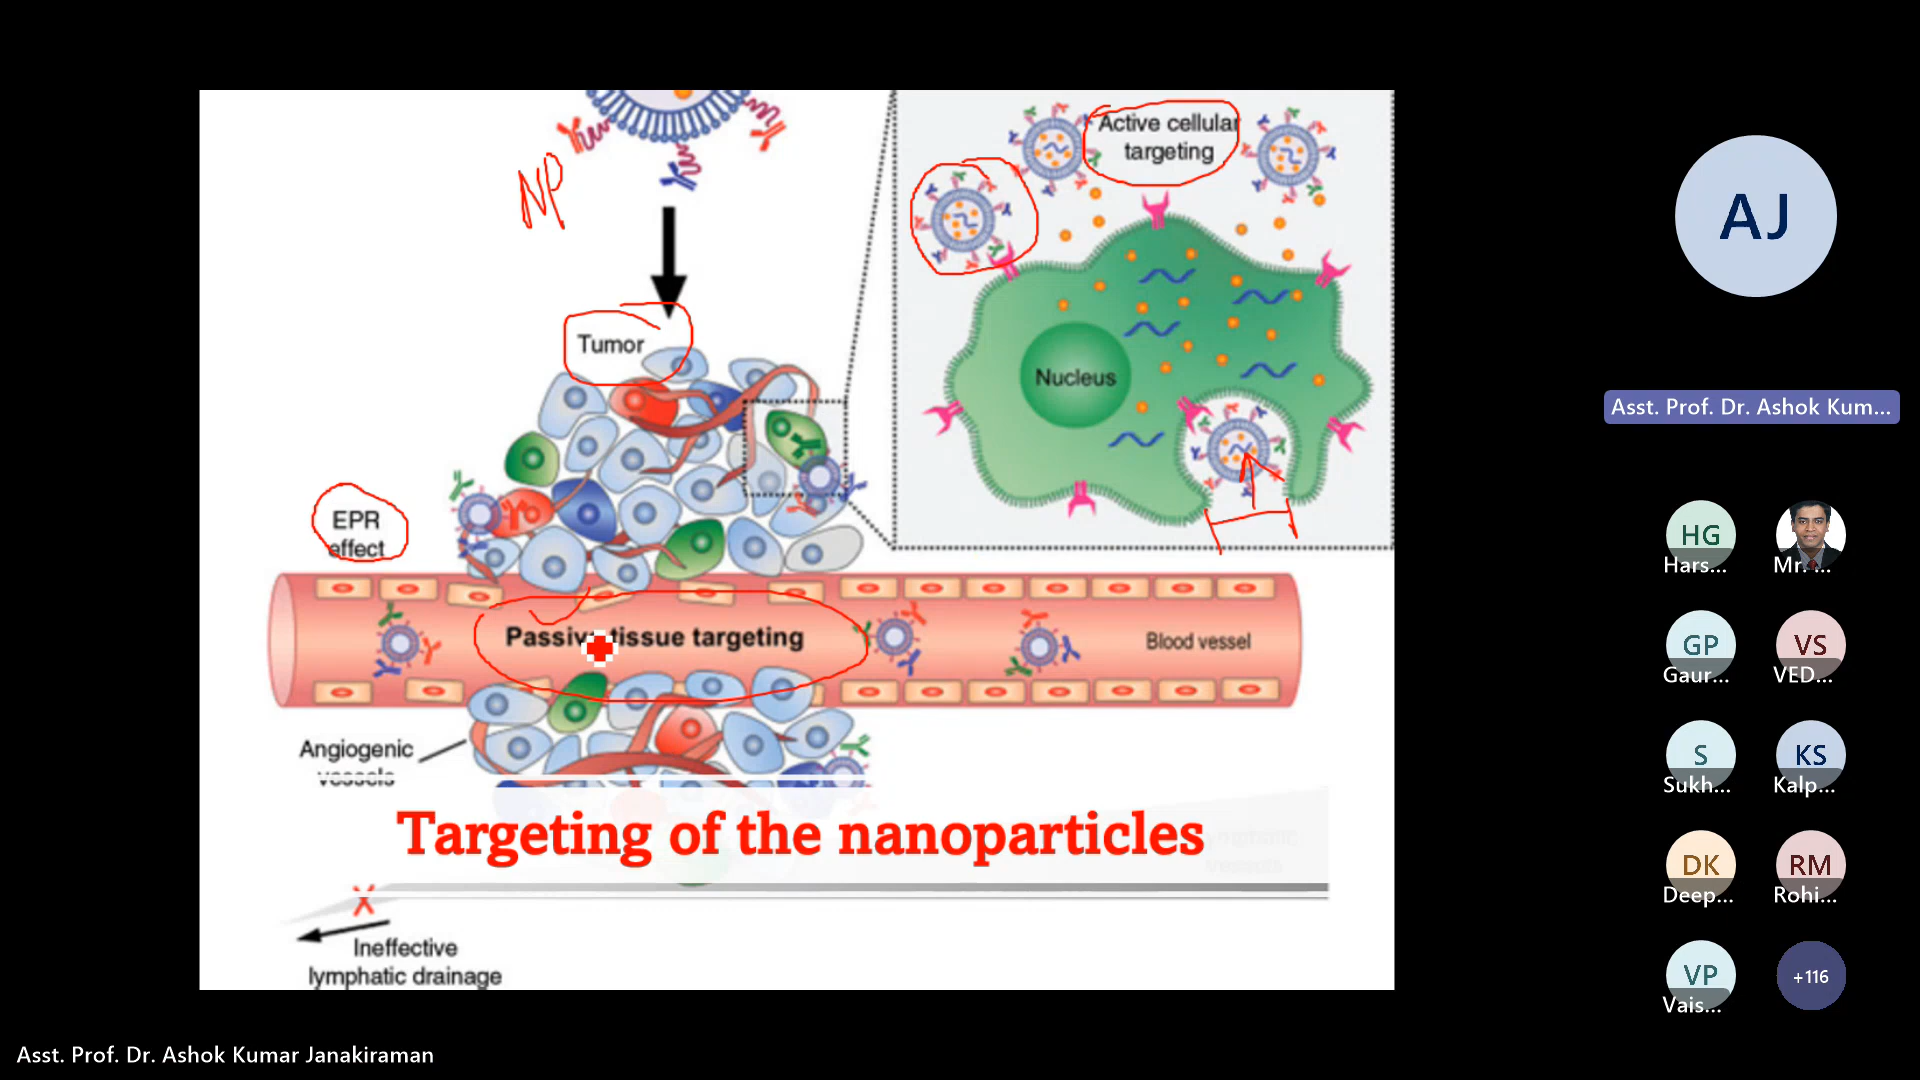 Active cellular
targeting
NP
Tumor
Nucleus
EPR
effect
Passive tissue targeting
Blood vessel
Angiogenic
vessels
Targeting of the nanoparticles
X
Ineffective
lymphatic drainage
AJ
Asst. Prof. Dr. Ashok Kum...
HG
Hars...
Mr. ...
GP
Gaur...
VS
VED...
S
Sukh...
KS
Kalp...
DK
Deep...
RM
Rohi...
VP
Vais...
+116
Asst. Prof. Dr. Ashok Kumar Janakiraman